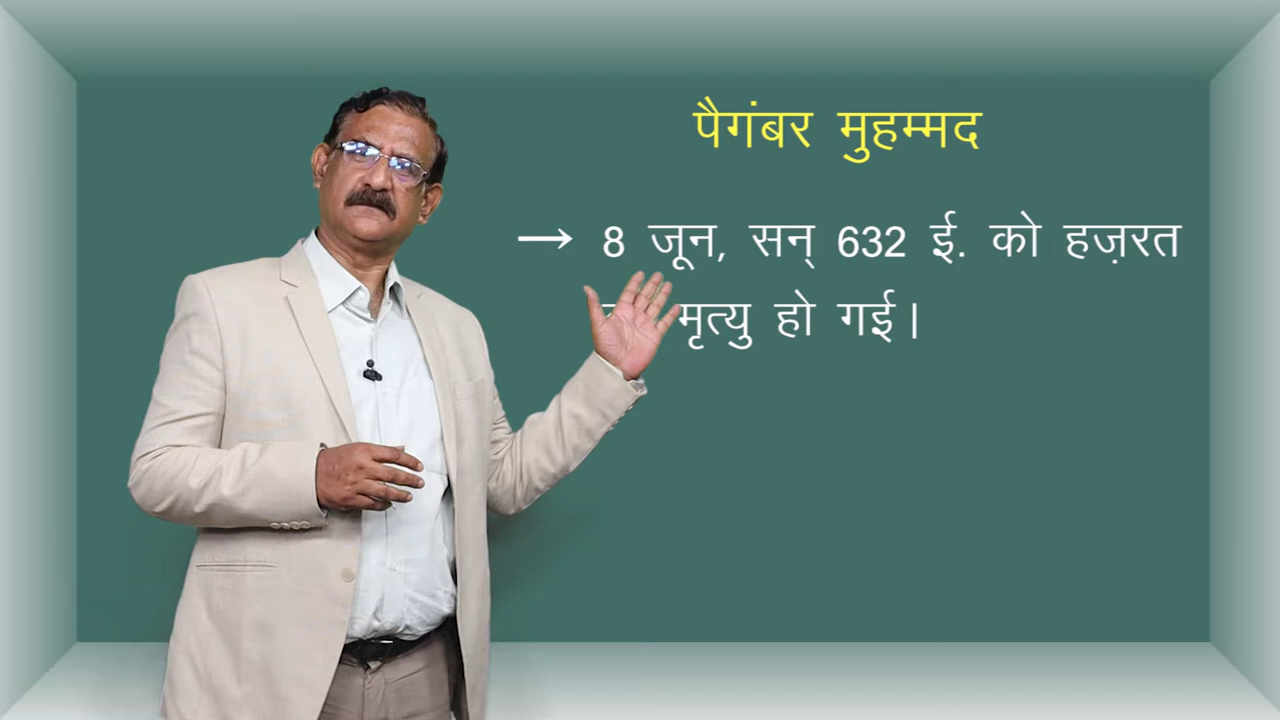 पैगंबर मुहम्मद
→ 8 जून, सन् 632 ई. को हज़रत
मृत्यु हो गई।